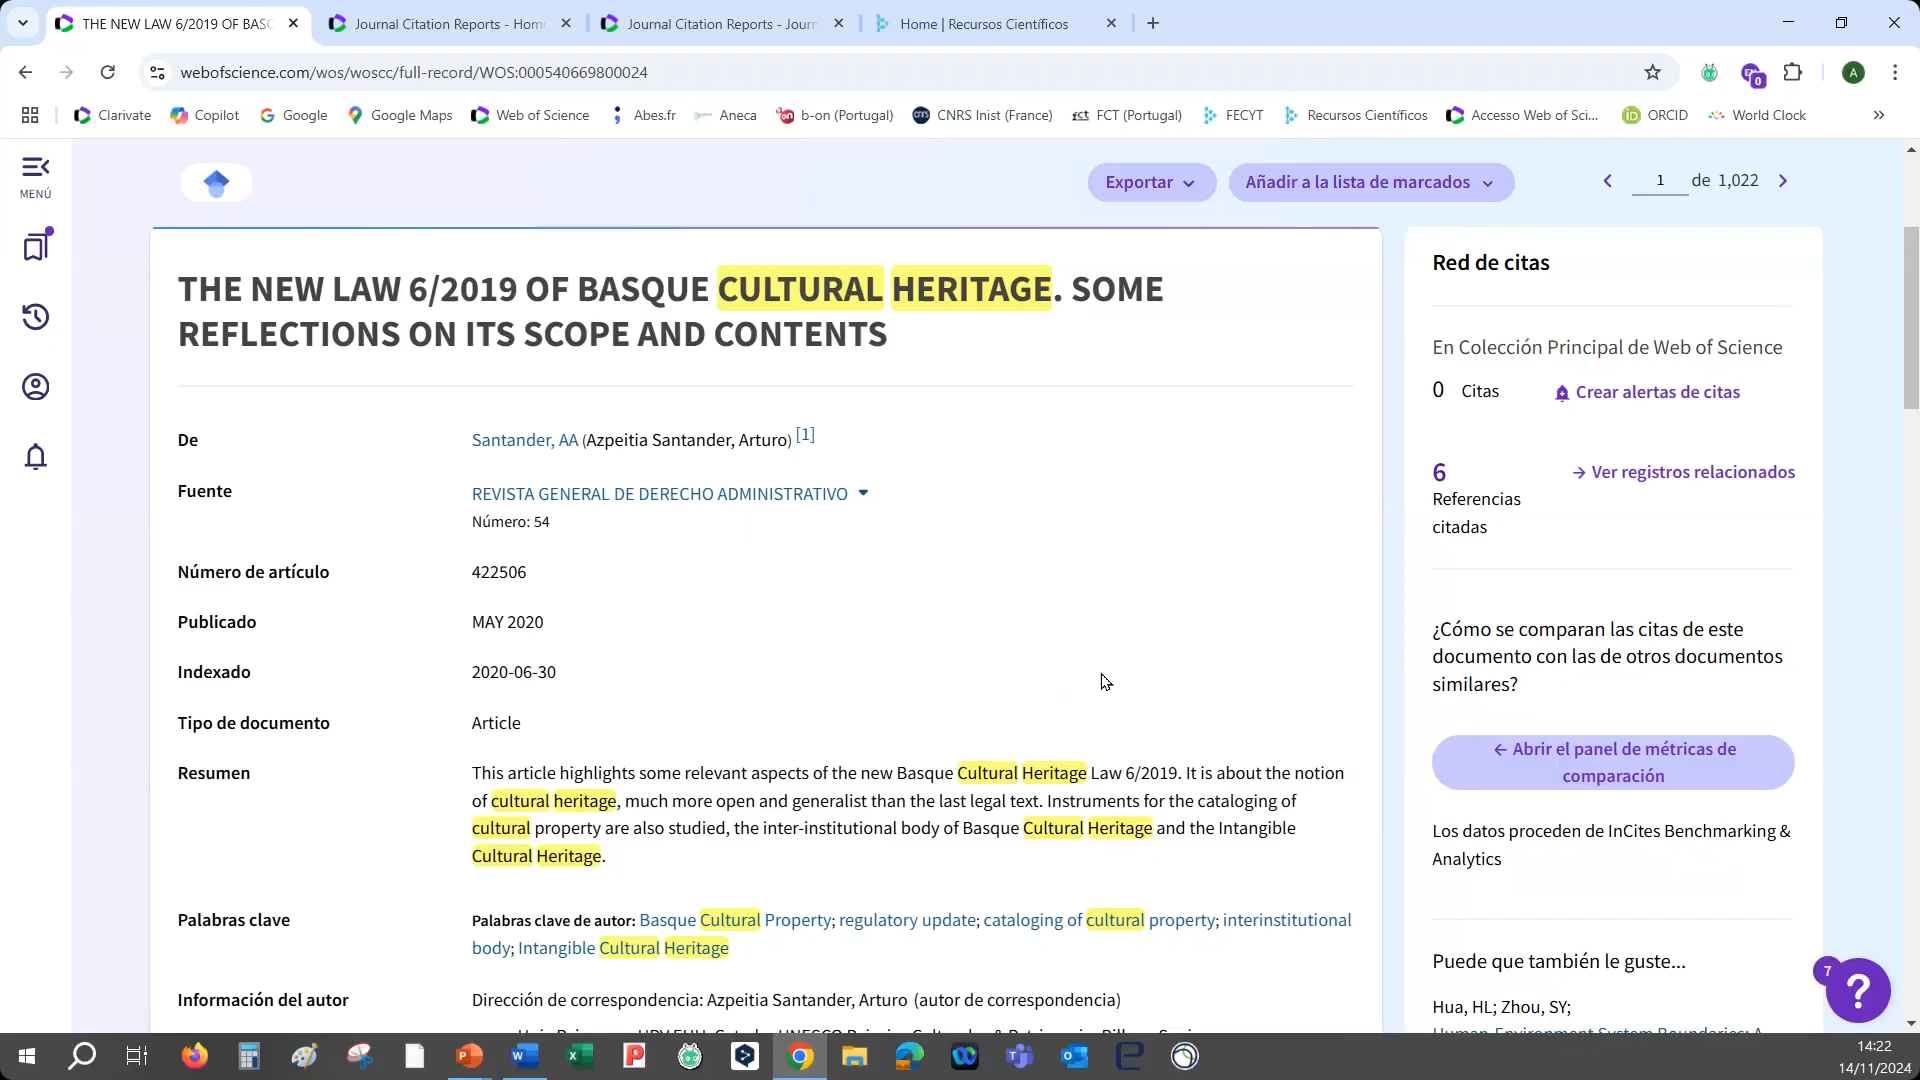 THE NEW LAW 6/2019 OF BASC
Journal Citation Reports - Hom
Journal Citation Reports - Jour
Home | Recursos Científicos
webofscience.com/wos/woscc/full-record/WOS:000540669800024
0
A
Clarivate
Copilot
Google
Google Maps
Web of Science
Abes.fr
Aneca
b-on (Portugal)
CNRS Inist (France)
fct FCT (Portugal)
FECYT
Recursos Científicos
Accesso Web of Sci...
ORCID
World Clock
MENÚ
Exportar
Añadir a la lista de marcados
1 de 1,022
THE NEW LAW 6/2019 OF BASQUE CULTURAL HERITAGE. SOME
REFLECTIONS ON ITS SCOPE AND CONTENTS
De
Santander, AA (Azpeitia Santander, Arturo) [1]
Fuente
REVISTA GENERAL DE DERECHO ADMINISTRATIVO
Número: 54
Número de artículo
422506
Publicado
MAY 2020
Indexado
2020-06-30
Tipo de documento
Article
Resumen
This article highlights some relevant aspects of the new Basque Cultural Heritage Law 6/2019. It is about the notion
of cultural heritage, much more open and generalist than the last legal text. Instruments for the cataloging of
cultural property are also studied, the inter-institutional body of Basque Cultural Heritage and the Intangible
Cultural Heritage.
Palabras clave
Palabras clave de autor: Basque Cultural Property; regulatory update; cataloging of cultural property; interinstitutional
body; Intangible Cultural Heritage
Información del autor
Dirección de correspondencia: Azpeitia Santander, Arturo (autor de correspondencia)
Red de citas
En Colección Principal de Web of Science
0 Citas
Crear alertas de citas
6
Referencias
citadas
→ Ver registros relacionados
¿Cómo se comparan las citas de este
documento con las de otros documentos
similares?
← Abrir el panel de métricas de
comparación
Los datos proceden de InCites Benchmarking &
Analytics
Puede que también le guste...
Hua, HL; Zhou, SY;
Human-Environment System Boundaries: A
7
?
14:22
14/11/2024